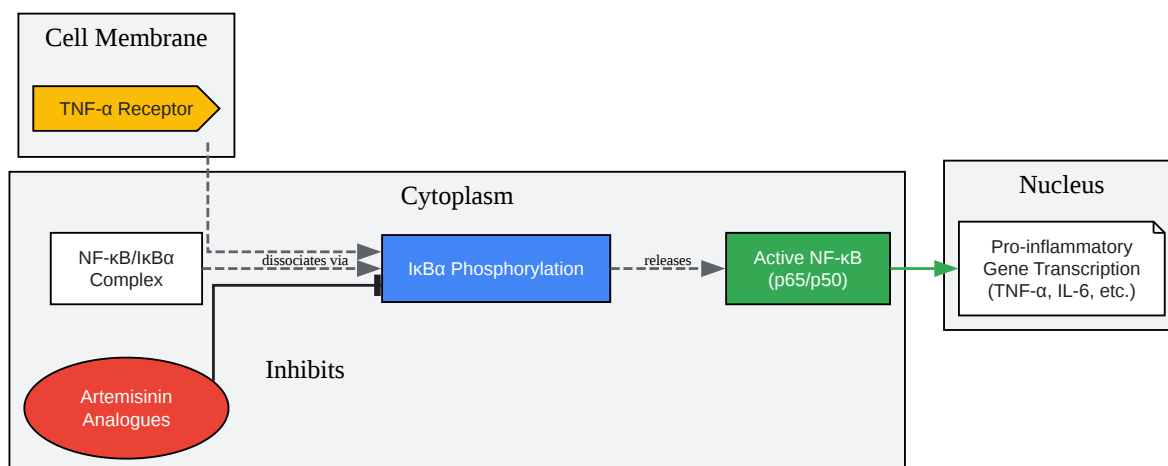 Cell Membrane
TNF-α Receptor
Cytoplasm
Nucleus
NF-κB/IκBα
Complex
dissociates via
IκBα Phosphorylation
releases
Active NF-κB
(p65/p50)
Pro-inflammatory
Gene Transcription
(TNF-α, IL-6, etc.)
Inhibits
Artemisinin
Analogues